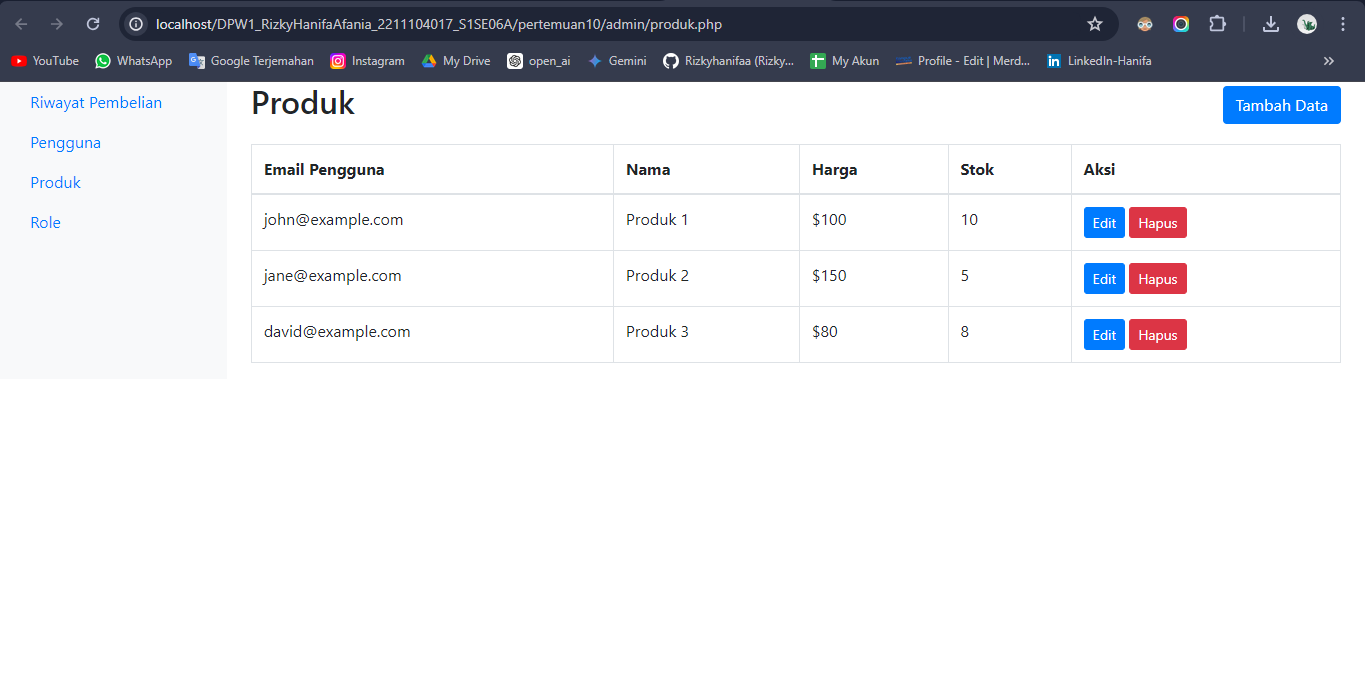 localhost/DPW1_RizkyHanifaAfania_2211104017_S1SE06A/pertemuan10/admin/produk.php
YouTube WhatsApp Google Terjemahan Instagram My Drive open_ai Gemini Rizkyhanifaa (Rizky... My Akun Profile - Edit | Merd... LinkedIn-Hanifa
Riwayat Pembelian
Pengguna
Produk
Role
Produk
Tambah Data
Email Pengguna Nama Harga Stok Aksi
john@example.com Produk 1 $100 10 Edit Hapus
jane@example.com Produk 2 $150 5 Edit Hapus
david@example.com Produk 3 $80 8 Edit Hapus